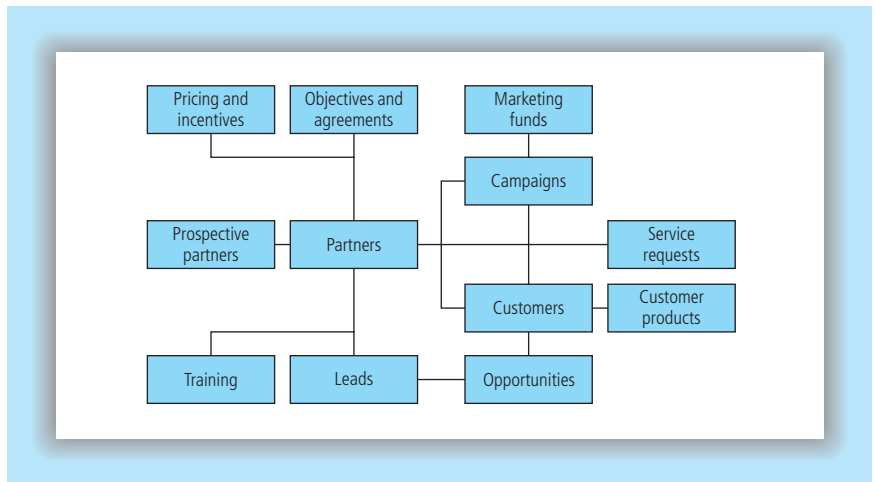 Pricing and
incentives
Objectives and
agreements
Marketing
funds
Campaigns
Prospective
partners
Partners
Service
requests
Customers
Customer
products
Training
Leads
Opportunities